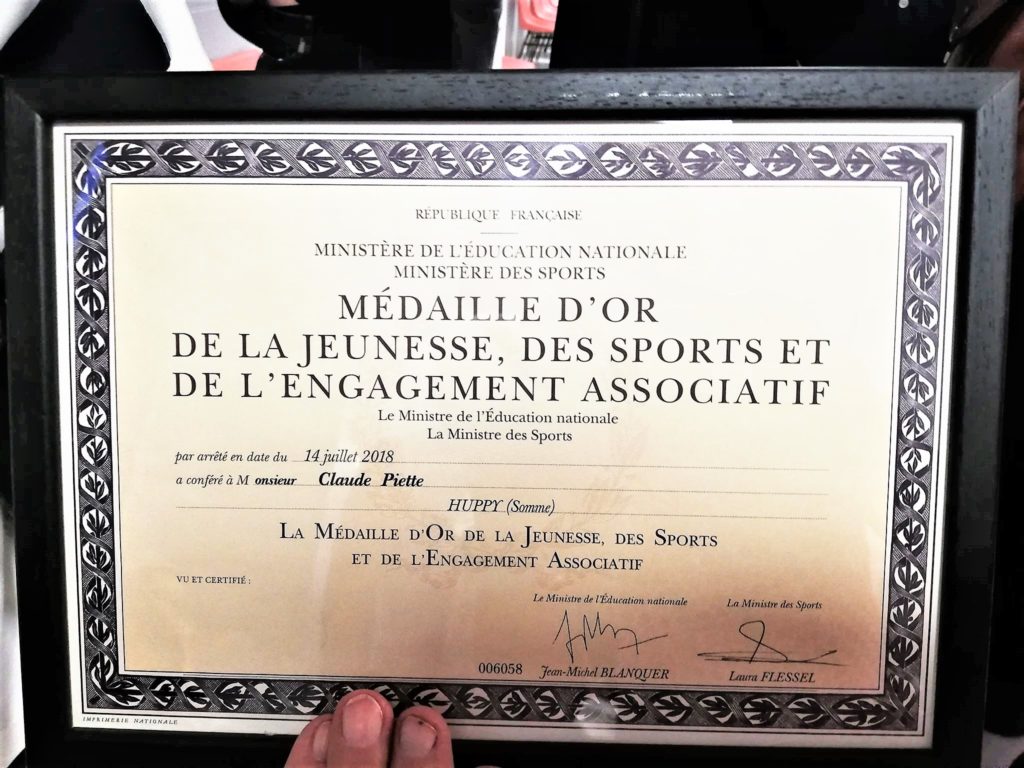 RÉPUBLIQUE FRANÇAISE
MINISTÈRE DE L'ÉDUCATION NATIONALE
MINISTÈRE DES SPORTS
MÉDAILLE D'OR
DE LA JEUNESSE, DES SPORTS ET
DE L'ENGAGEMENT ASSOCIATIF
Le Ministre de l'Éducation nationale
La Ministre des Sports
par arrêté en date du 14 juillet 2018
a conféré à M onsieur Claude Piette
HUPPY (Somme)
La Médaille d'Or de la Jeunesse, des Sports
et de l'Engagement Associatif
VU ET CERTIFIÉ :
Le Ministre de l'Éducation nationale La Ministre des Sports
006058 Jean-Michel BLANQUER Laura FLESSEL
IMPRIMERIE NATIONALE